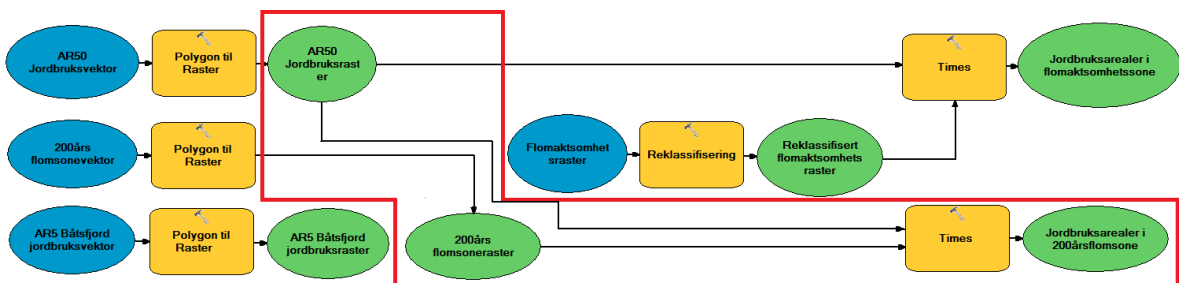 AR50
Jordbruksvektor
Polygon til
Raster
AR50
Jordbruksrast
er
Times
Jordbruksarealer i
flomaktsomhetssone
200års
flomsonevektor
Polygon til
Raster
Flomaktsomhet
sraster
Reklassifisering
Reklassifisert
flomaktsomhets
raster
AR5 Båtsfjord
jordbruksvektor
Polygon til
Raster
AR5 Båtsfjord
jordbruksraster
200års
flomsoneraster
Times
Jordbruksarealer i
200årsflomsone